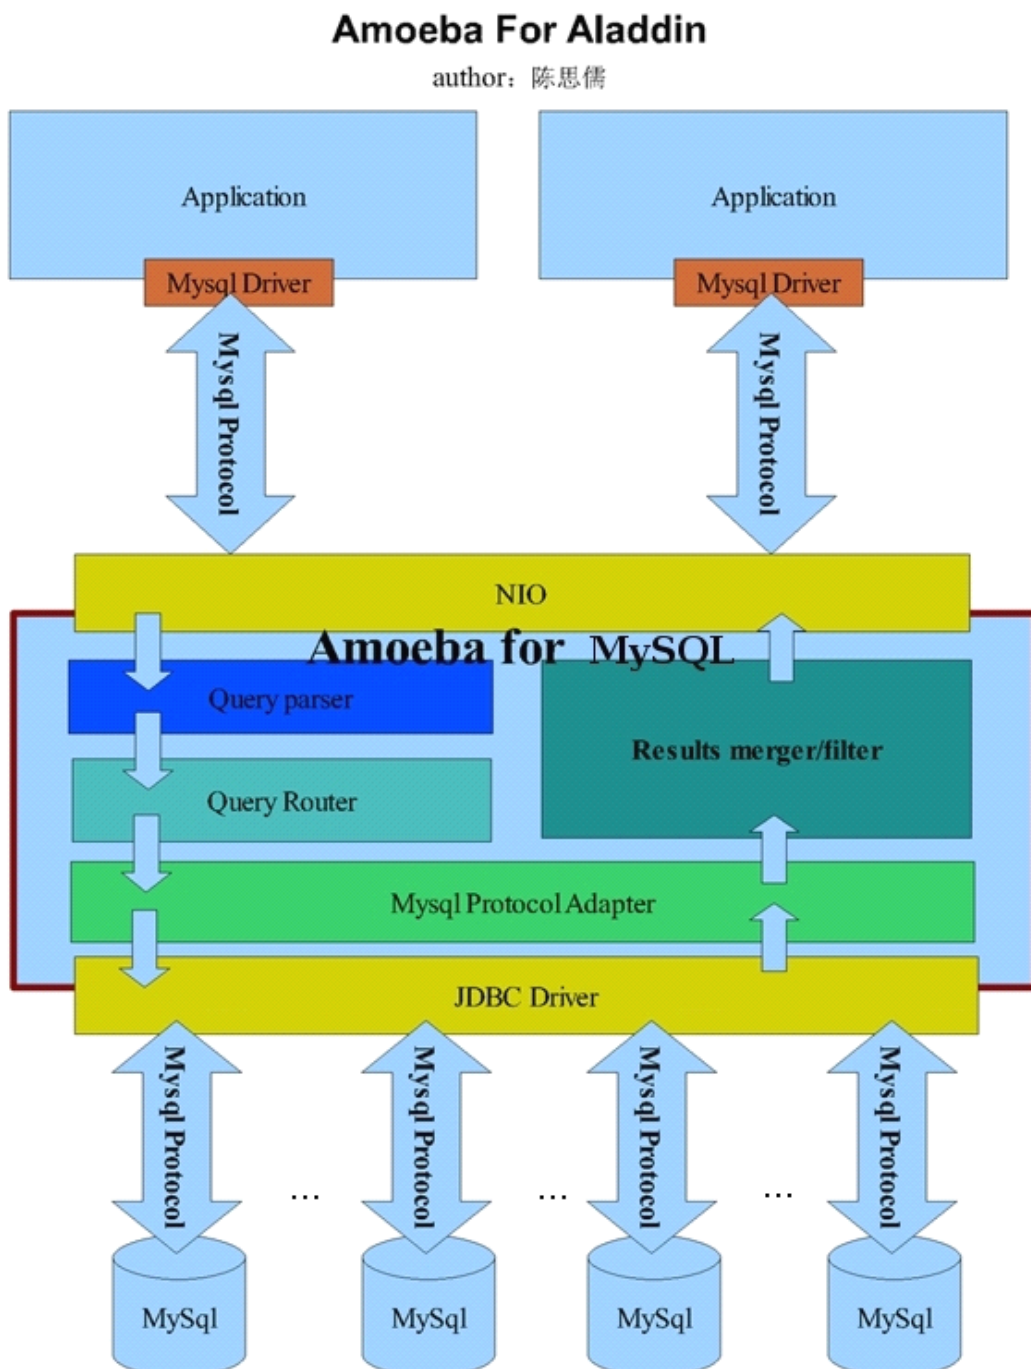 Amoeba For Aladdin
author：陈思儒
Application
Application
Mysql Driver
Mysql Driver
Mysql Protocol
Mysql Protocol
NIO
Amoeba for MySQL
Query parser
Results merger/filter
Query Router
Mysql Protocol Adapter
JDBC Driver
Mysql Protocol
Mysql Protocol
Mysql Protocol
Mysql Protocol
...
...
...
MySql
MySql
MySql
MySql